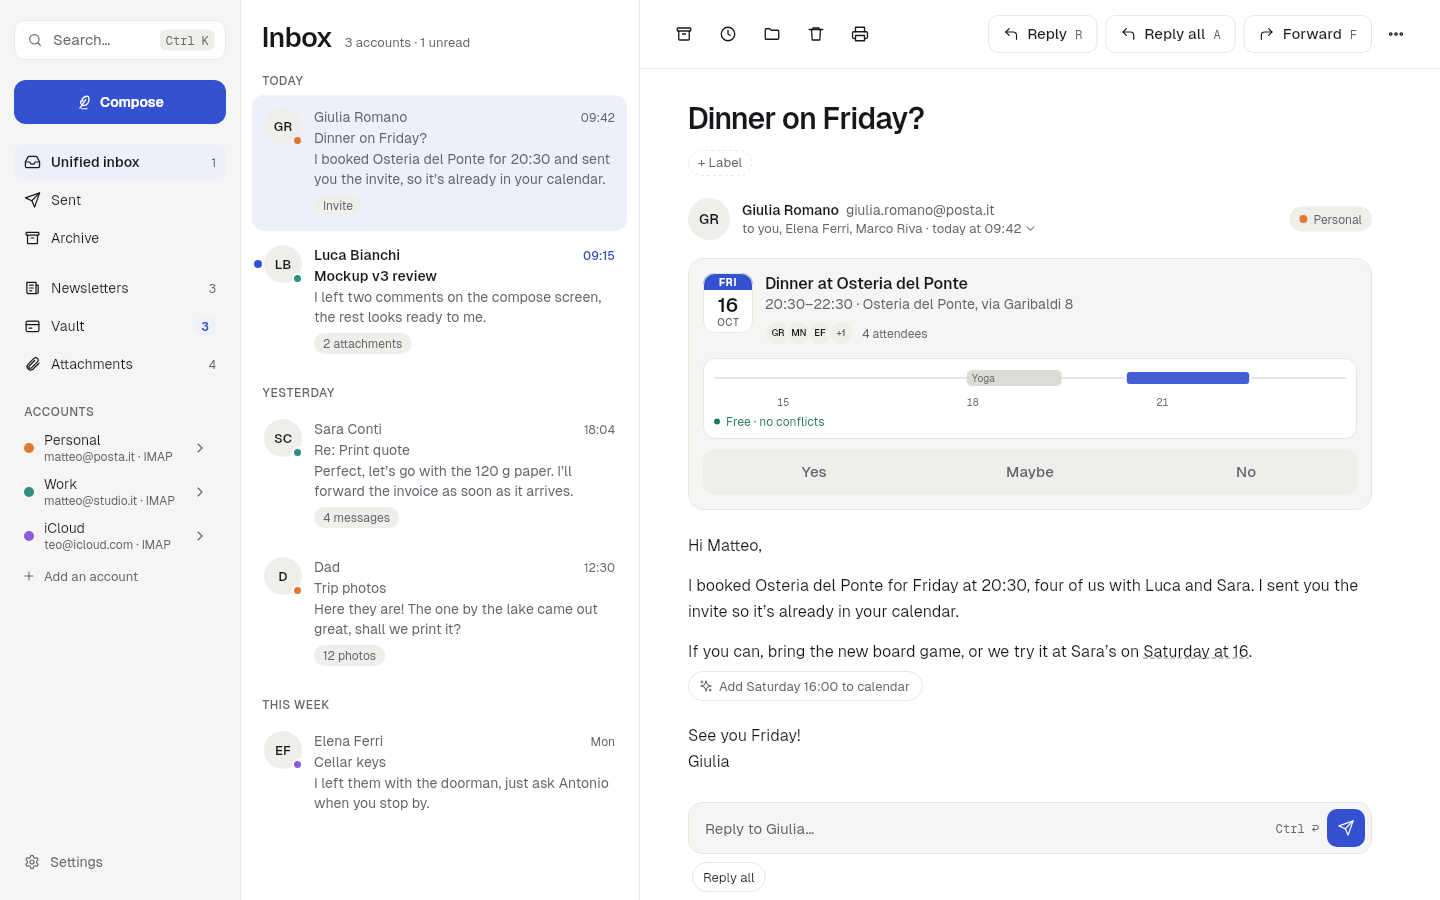 Search… Ctrl K
Compose
Unified inbox 1
Sent
Archive
Newsletters 3
Vault 3
Attachments 4
ACCOUNTS
Personal
matteo@posta.it · IMAP
Work
matteo@studio.it · IMAP
iCloud
teo@icloud.com · IMAP
Add an account
Settings
Inbox 3 accounts · 1 unread
TODAY
GR Giulia Romano 09:42
Dinner on Friday?
I booked Osteria del Ponte for 20:30 and sent
you the invite, so it’s already in your calendar.
Invite
LB Luca Bianchi 09:15
Mockup v3 review
I left two comments on the compose screen,
the rest looks ready to me.
2 attachments
YESTERDAY
SC Sara Conti 18:04
Re: Print quote
Perfect, let’s go with the 120 g paper. I’ll
forward the invoice as soon as it arrives.
4 messages
D Dad 12:30
Trip photos
Here they are! The one by the lake came out
great, shall we print it?
12 photos
THIS WEEK
EF Elena Ferri Mon
Cellar keys
I left them with the doorman, just ask Antonio
when you stop by.
Reply R Reply all A Forward F
Dinner on Friday?
+ Label
GR Giulia Romano giulia.romano@posta.it
to you, Elena Ferri, Marco Riva · today at 09:42
Personal
FRI
16
OCT
Dinner at Osteria del Ponte
20:30–22:30 · Osteria del Ponte, via Garibaldi 8
GR MN EF +1 4 attendees
Yoga
15 18 21
Free · no conflicts
Yes Maybe No
Hi Matteo,
I booked Osteria del Ponte for Friday at 20:30, four of us with Luca and Sara. I sent you the
invite so it’s already in your calendar.
If you can, bring the new board game, or we try it at Sara’s on Saturday at 16.
Add Saturday 16:00 to calendar
See you Friday!
Giulia
Reply to Giulia… Ctrl
Reply all